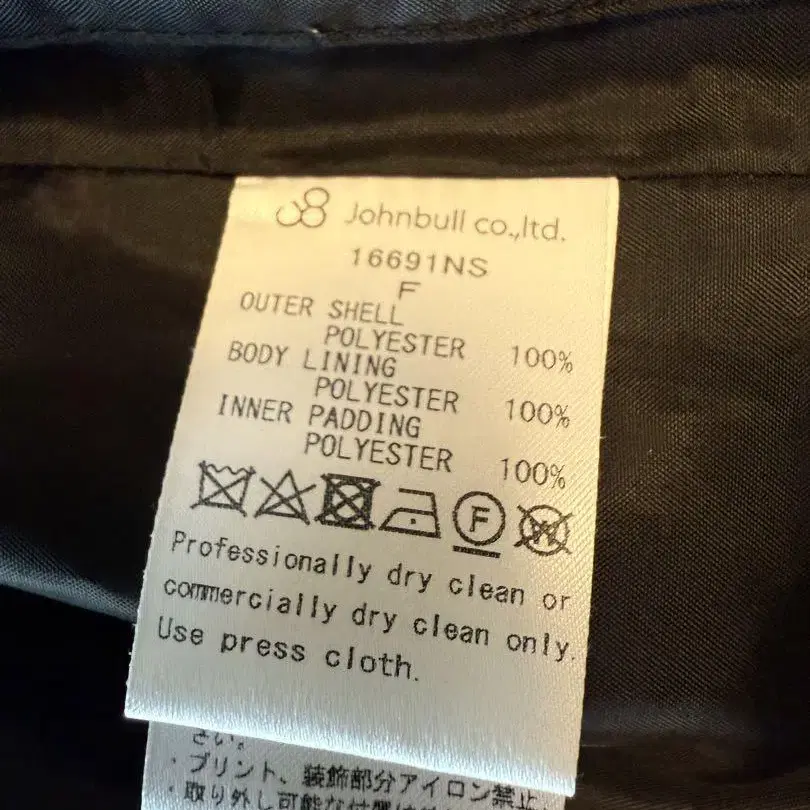 Johnbull co.,ltd.
16691NS
F
OUTER SHELL
POLYESTER 100%
BODY LINING
POLYESTER 100%
INNER PADDING
POLYESTER 100%
F W
Professionally dry clean or
commercially dry clean only.
Use press cloth.
さい。
・プリント、装飾部分アイロン禁止
・取り外し可能な付属は